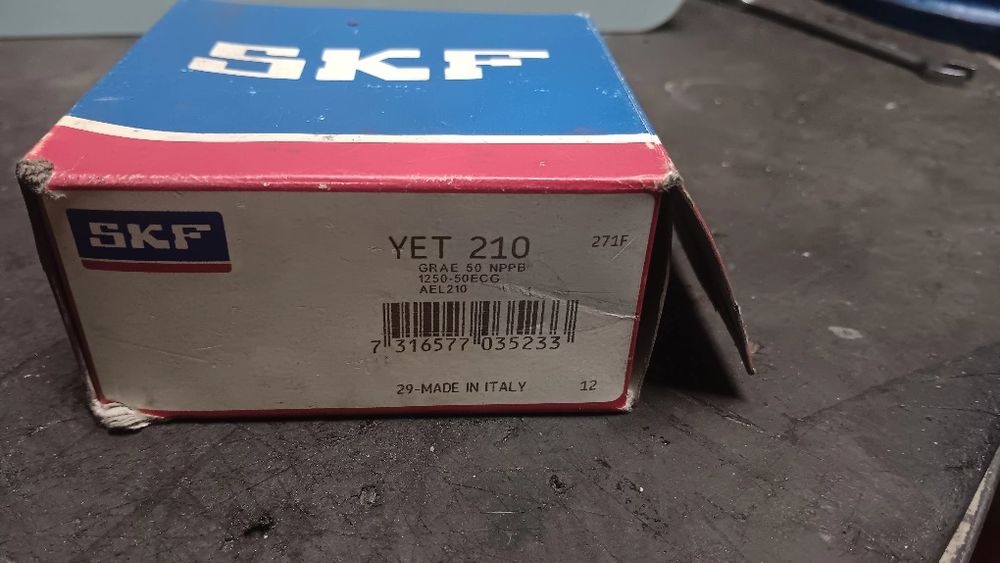 SKF
SKF
YET 210 271F
GRAE 50 NPPB
1250-50ECG
AEL210
7 316577 035233
29-MADE IN ITALY 12